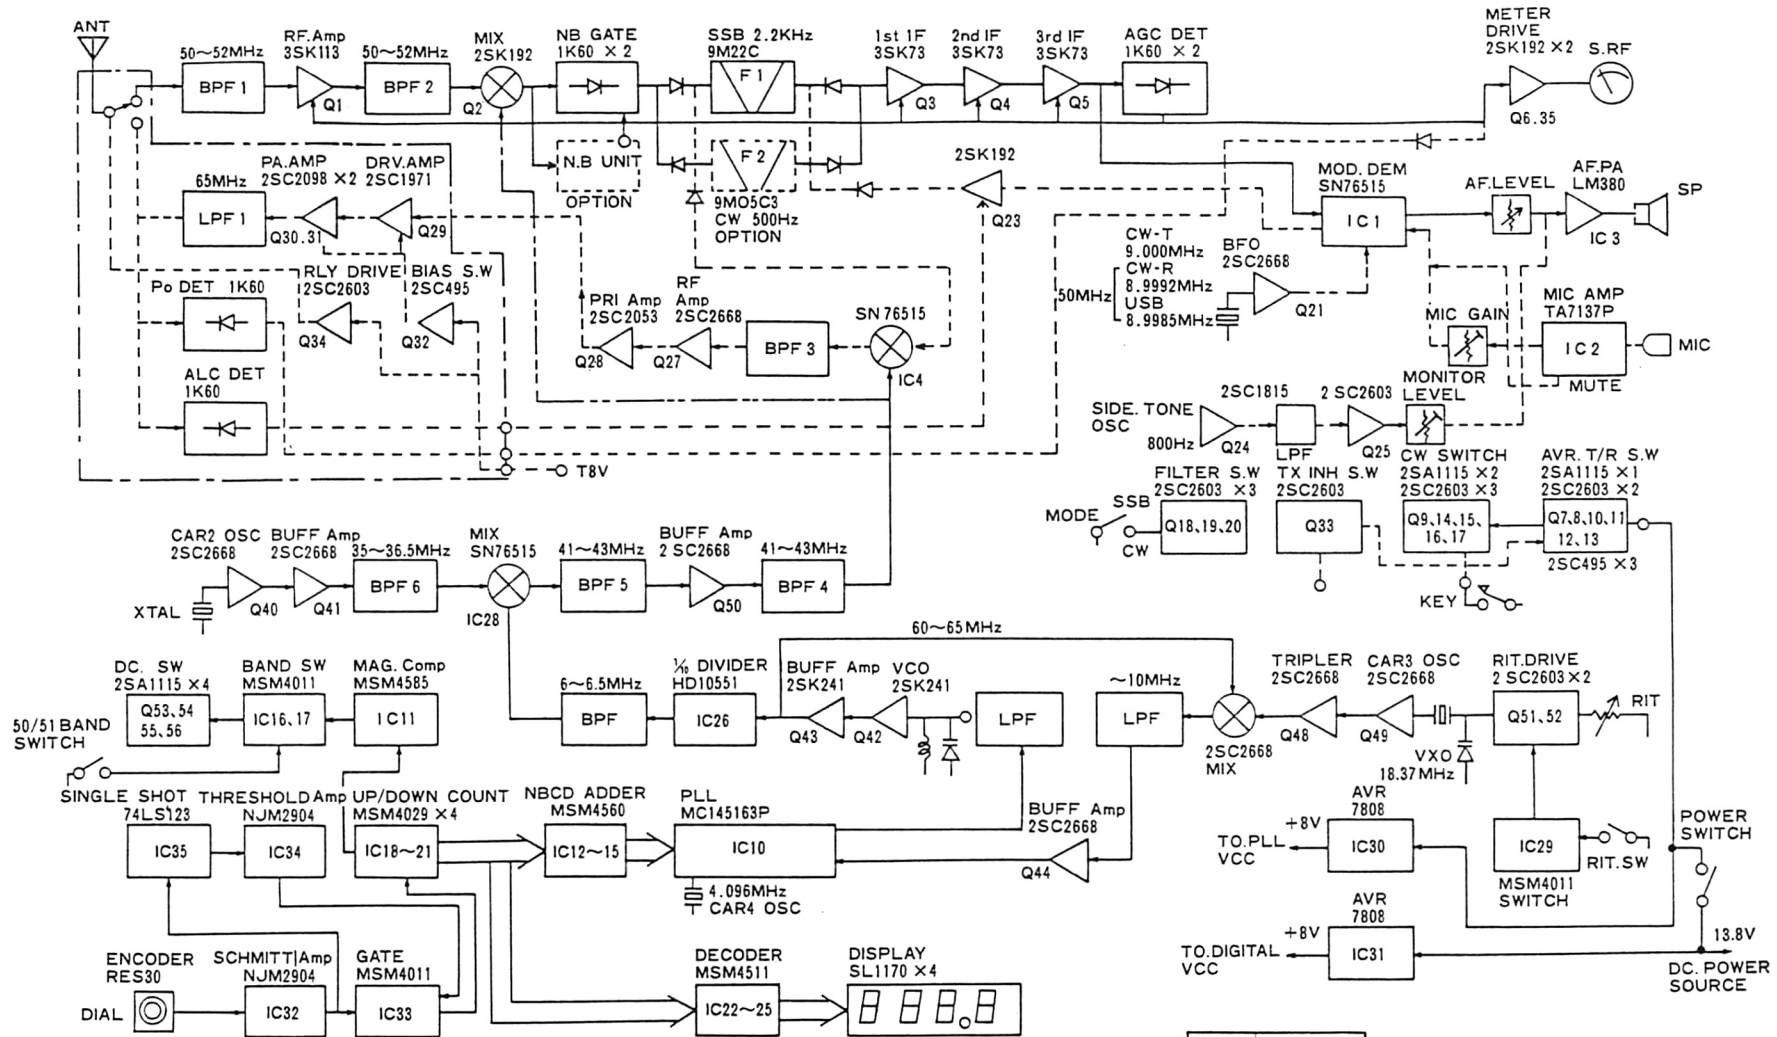 ANT
50~52MHz
BPF 1
RF.Amp
3SK113
Q1
50~52MHz
BPF 2
MIX
2SK192
Q2
NB GATE
1K60 × 2
SSB 2.2KHz
9M22C
F 1
1st 1F
3SK73
Q3
2nd IF
3SK73
Q4
3rd IF
3SK73
Q5
AGC DET
1K60 × 2
METER
DRIVE
2SK192 ×2
S.RF
Q6.35
N.B UNIT
OPTION
F 2
9MO5C3
CW 500Hz
OPTION
2SK192
Q23
MOD. DEM
SN76515
IC 1
AF.LEVEL
AF.PA
LM380
IC 3
SP
65MHz
LPF 1
PA.AMP
2SC2098 ×2
Q30.31
DRV.AMP
2SC1971
Q29
Po DET 1K60
RLY DRIVE
2SC2603
Q34
BIAS S.W
2SC495
Q32
ALC DET
1K60
T8V
PRI Amp
2SC2053
Q28
RF
Amp
2SC2668
Q27
BPF 3
SN 76515
IC4
50MHz
CW-T
9.000MHz
CW-R
8.9992MHz
USB
8.9985MHz
BFO
2SC2668
Q21
MIC GAIN
MIC AMP
TA7137P
IC 2
MIC
MUTE
SIDE. TONE
OSC
800Hz
Q24
2SC1815
LPF
2 SC2603
Q25
MONITOR
LEVEL
MODE
SSB
CW
FILTER S.W
2SC2603 ×3
Q18、19、20
TX INH S.W
2SC2603
Q33
CW SWITCH
2SA1115 ×2
2SC2603 ×3
Q9、14、15、
16、17
KEY
AVR. T/R S.W
2SA1115 ×1
2SC2603 ×2
Q7、8、10、11
12、13
2SC495 ×3
CAR2 OSC
2SC2668
XTAL
Q40
BUFF Amp
2SC2668
Q41
35~36.5MHz
BPF 6
MIX
SN76515
IC28
41~43MHz
BPF 5
BUFF Amp
2 SC2668
Q50
41~43MHz
BPF 4
60~65MHz
DC. SW
2SA1115 ×4
Q53、54
55、56
BAND SW
MSM4011
IC16、17
MAG. Comp
MSM4585
I C11
50/51 BAND
SWITCH
6~6.5MHz
BPF
1/10 DIVIDER
HD10551
IC26
BUFF Amp
2SK241
Q43
VCO
2SK241
Q42
LPF
~10MHz
LPF
2SC2668
MIX
TRIPLER
2SC2668
Q48
CAR3 OSC
2SC2668
Q49
VXO
18.37MHz
RIT.DRIVE
2 SC2603×2
Q51、52
RIT
SINGLE SHOT
74LS123
IC35
THRESHOLD Amp
NJM2904
IC34
UP/DOWN COUNT
MSM4029 ×4
IC18~21
NBCD ADDER
MSM4560
IC12~15
PLL
MC145163P
IC10
4.096MHz
CAR4 OSC
BUFF Amp
2SC2668
Q44
+8V
TO.PLL
VCC
AVR
7808
IC30
IC29
RIT.SW
MSM4011
SWITCH
POWER
SWITCH
+8V
TO.DIGITAL
VCC
AVR
7808
IC31
13.8V
DC. POWER
SOURCE
ENCODER
RES30
DIAL
SCHMITT Amp
NJM2904
IC32
GATE
MSM4011
IC33
DECODER
MSM4511
IC22~25
DISPLAY
SL1170 ×4
8 8 8.8